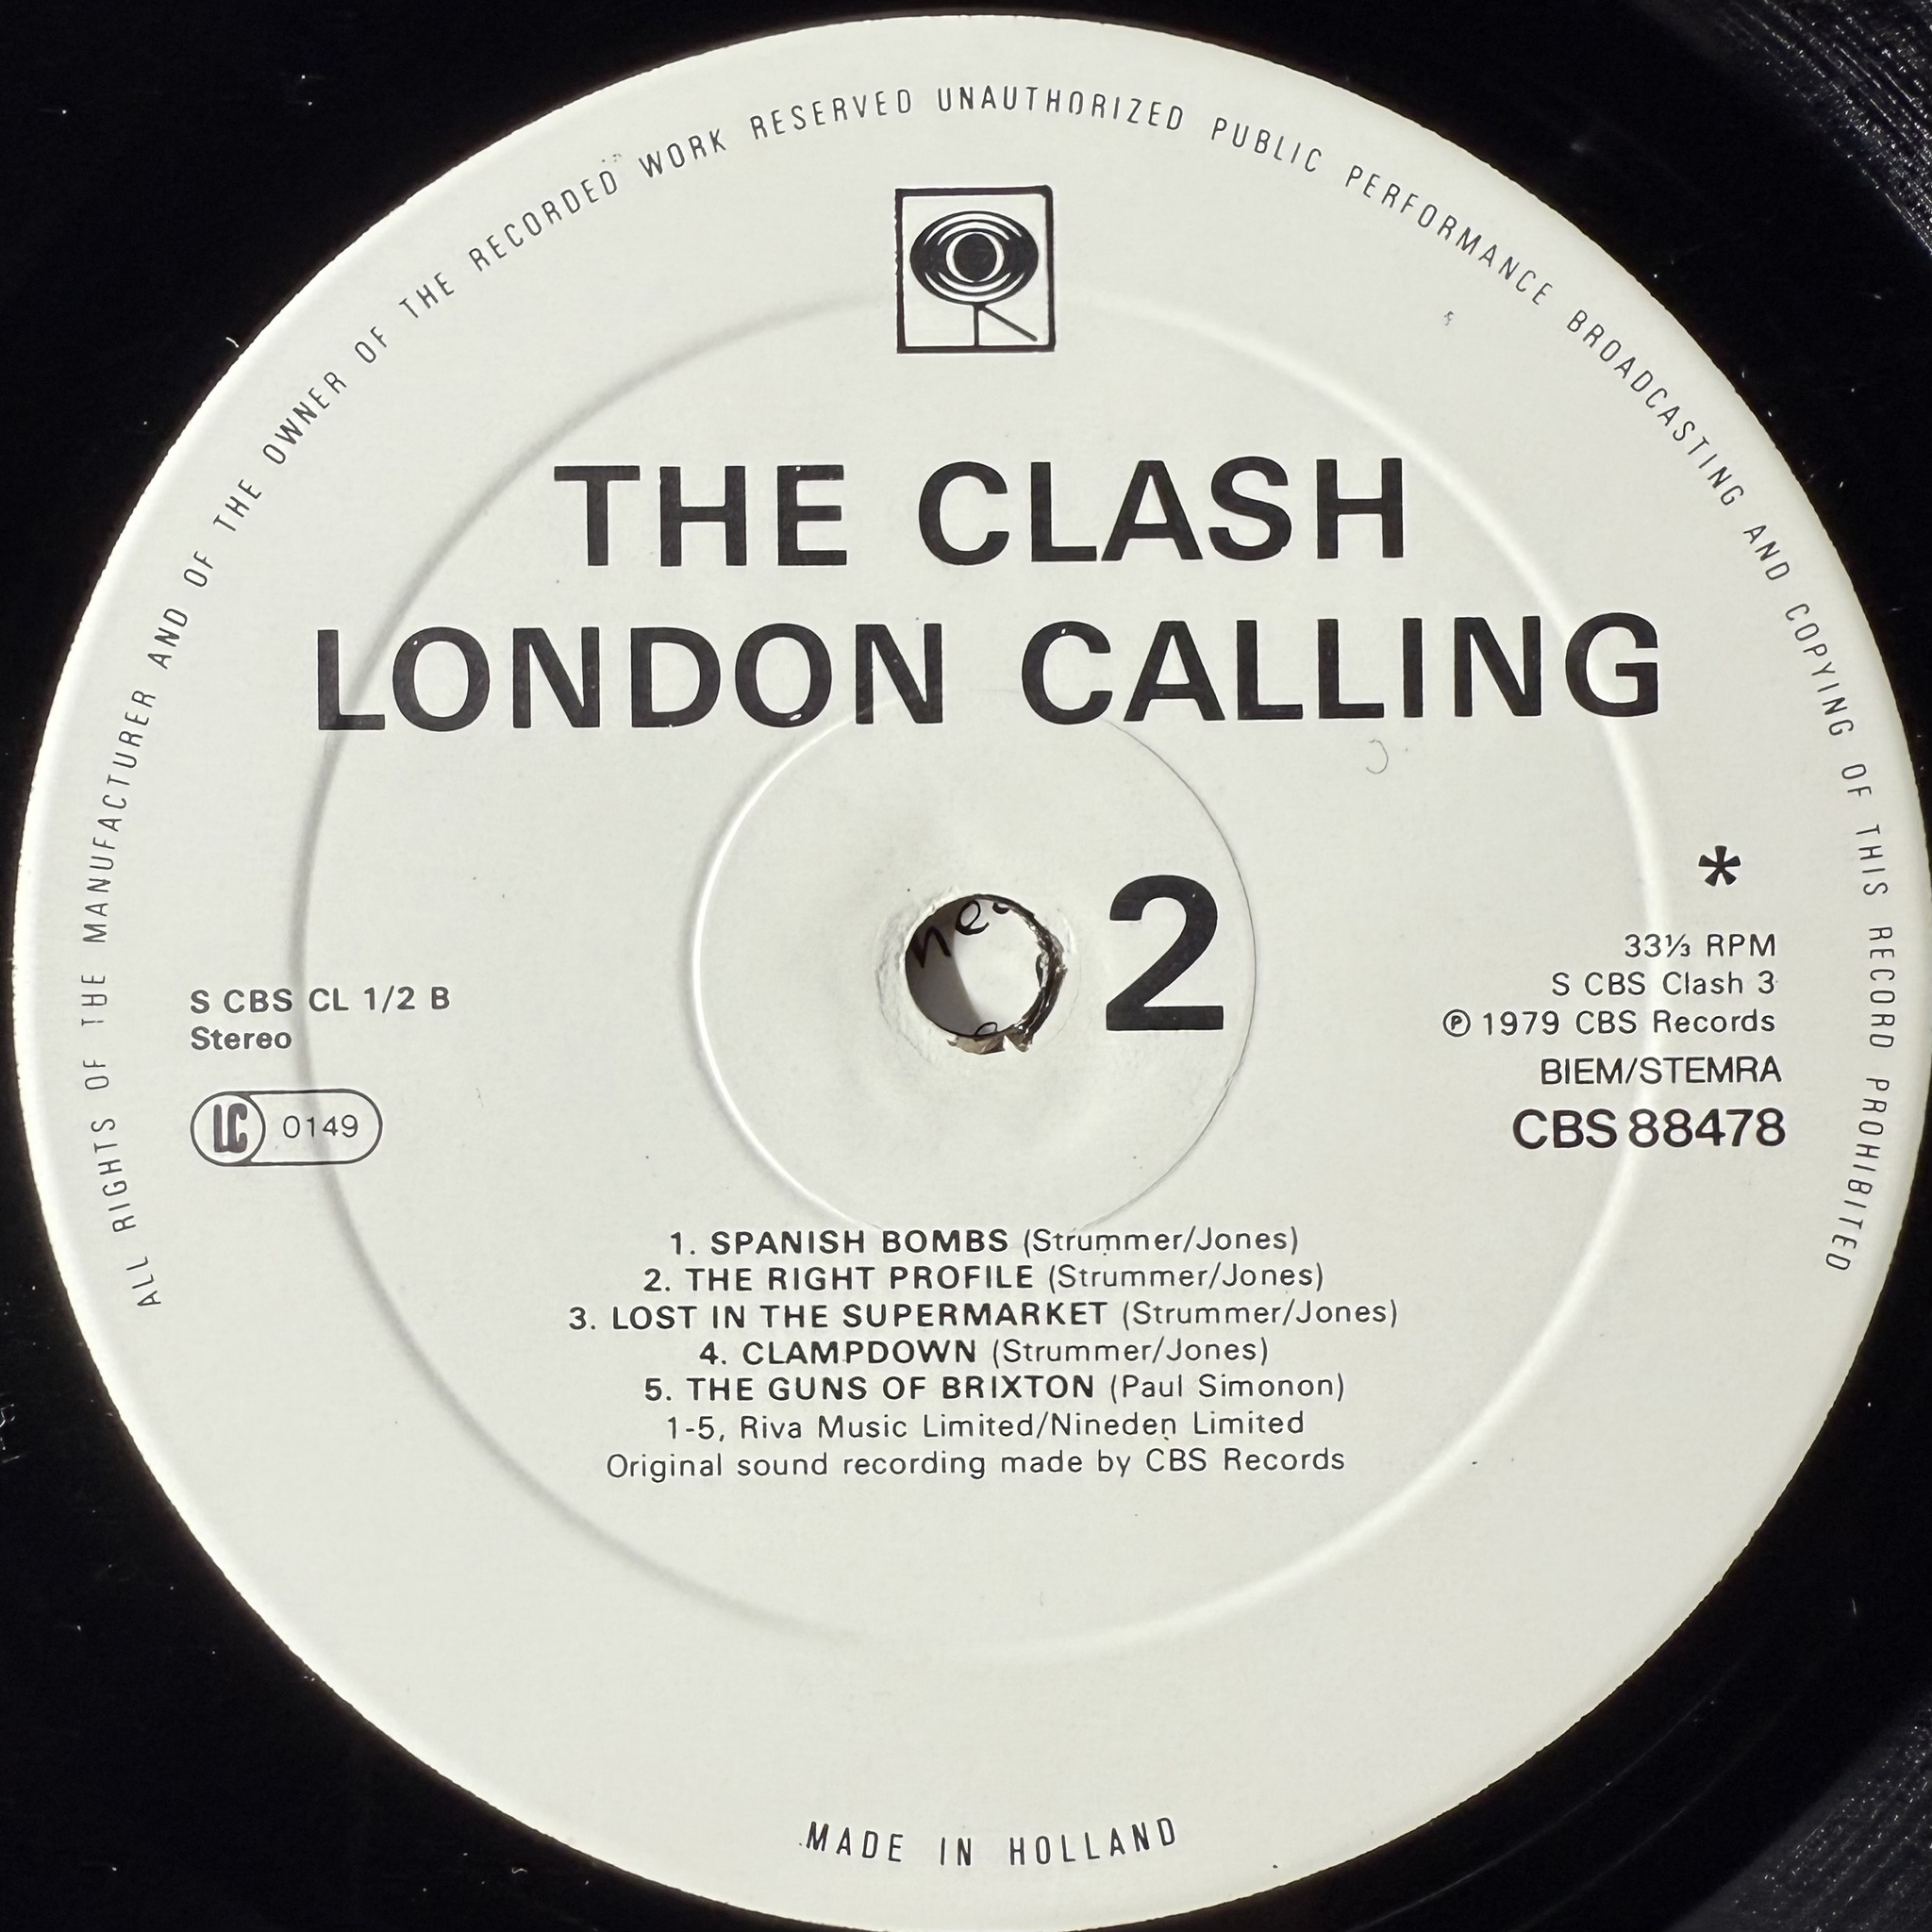 ALL RIGHTS OF THE MANUFACTURER AND OF THE OWNER OF THE RECORDED WORK RESERVED UNAUTHORIZED PUBLIC PERFORMANCE BROADCASTING AND COPYING OF THIS RECORD PROHIBITED
THE CLASH
LONDON CALLING
2
*
S CBS CL 1/2 B
Stereo
LC 0149
33⅓ RPM
S CBS Clash 3
℗ 1979 CBS Records
BIEM/STEMRA
CBS 88478
1. SPANISH BOMBS (Strummer/Jones)
2. THE RIGHT PROFILE (Strummer/Jones)
3. LOST IN THE SUPERMARKET (Strummer/Jones)
4. CLAMPDOWN (Strummer/Jones)
5. THE GUNS OF BRIXTON (Paul Simonon)
1-5, Riva Music Limited/Nineden Limited
Original sound recording made by CBS Records
MADE IN HOLLAND